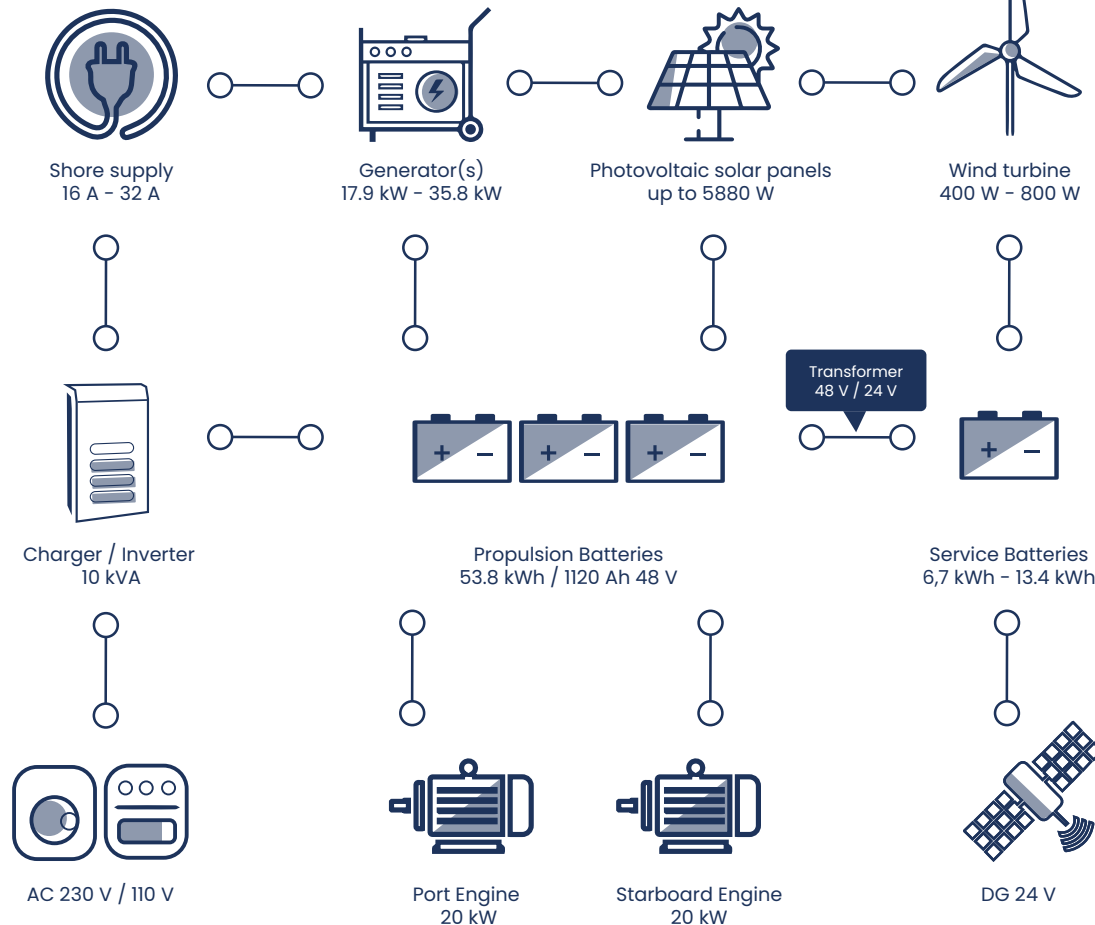 Shore supply
16 A - 32 A
Generator(s)
17.9 kW - 35.8 kW
Photovoltaic solar panels
up to 5880 W
Wind turbine
400 W - 800 W
Transformer
48 V / 24 V
Charger / Inverter
10 kVA
Propulsion Batteries
53.8 kWh / 1120 Ah 48 V
Service Batteries
6,7 kWh - 13.4 kWh
AC 230 V / 110 V
Port Engine
20 kW
Starboard Engine
20 kW
DG 24 V